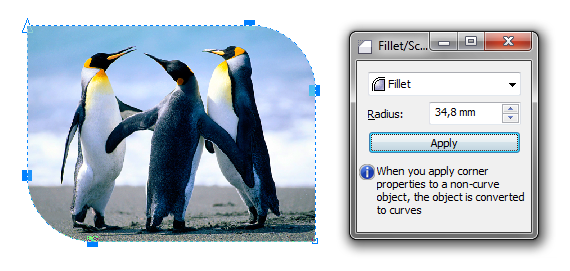 Fillet/Sc...
Fillet
Radius:
34,8 mm
Apply
When you apply corner
properties to a non-curve
object, the object is converted
to curves